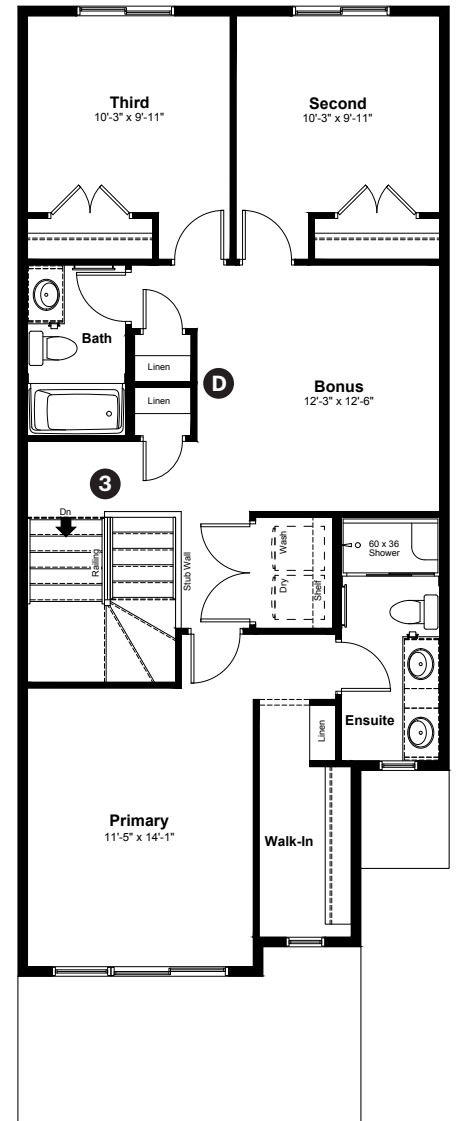 Third
10'-3" x 9'-11"
Second
10'-3" x 9'-11"
Bath
Linen
Linen
D
Bonus
12'-3" x 12'-6"
3
Dn
Railing
Stub Wall
Wash
Dry
Shelf
60 x 36
Shower
Ensuite
Linen
Primary
11'-5" x 14'-1"
Walk-In